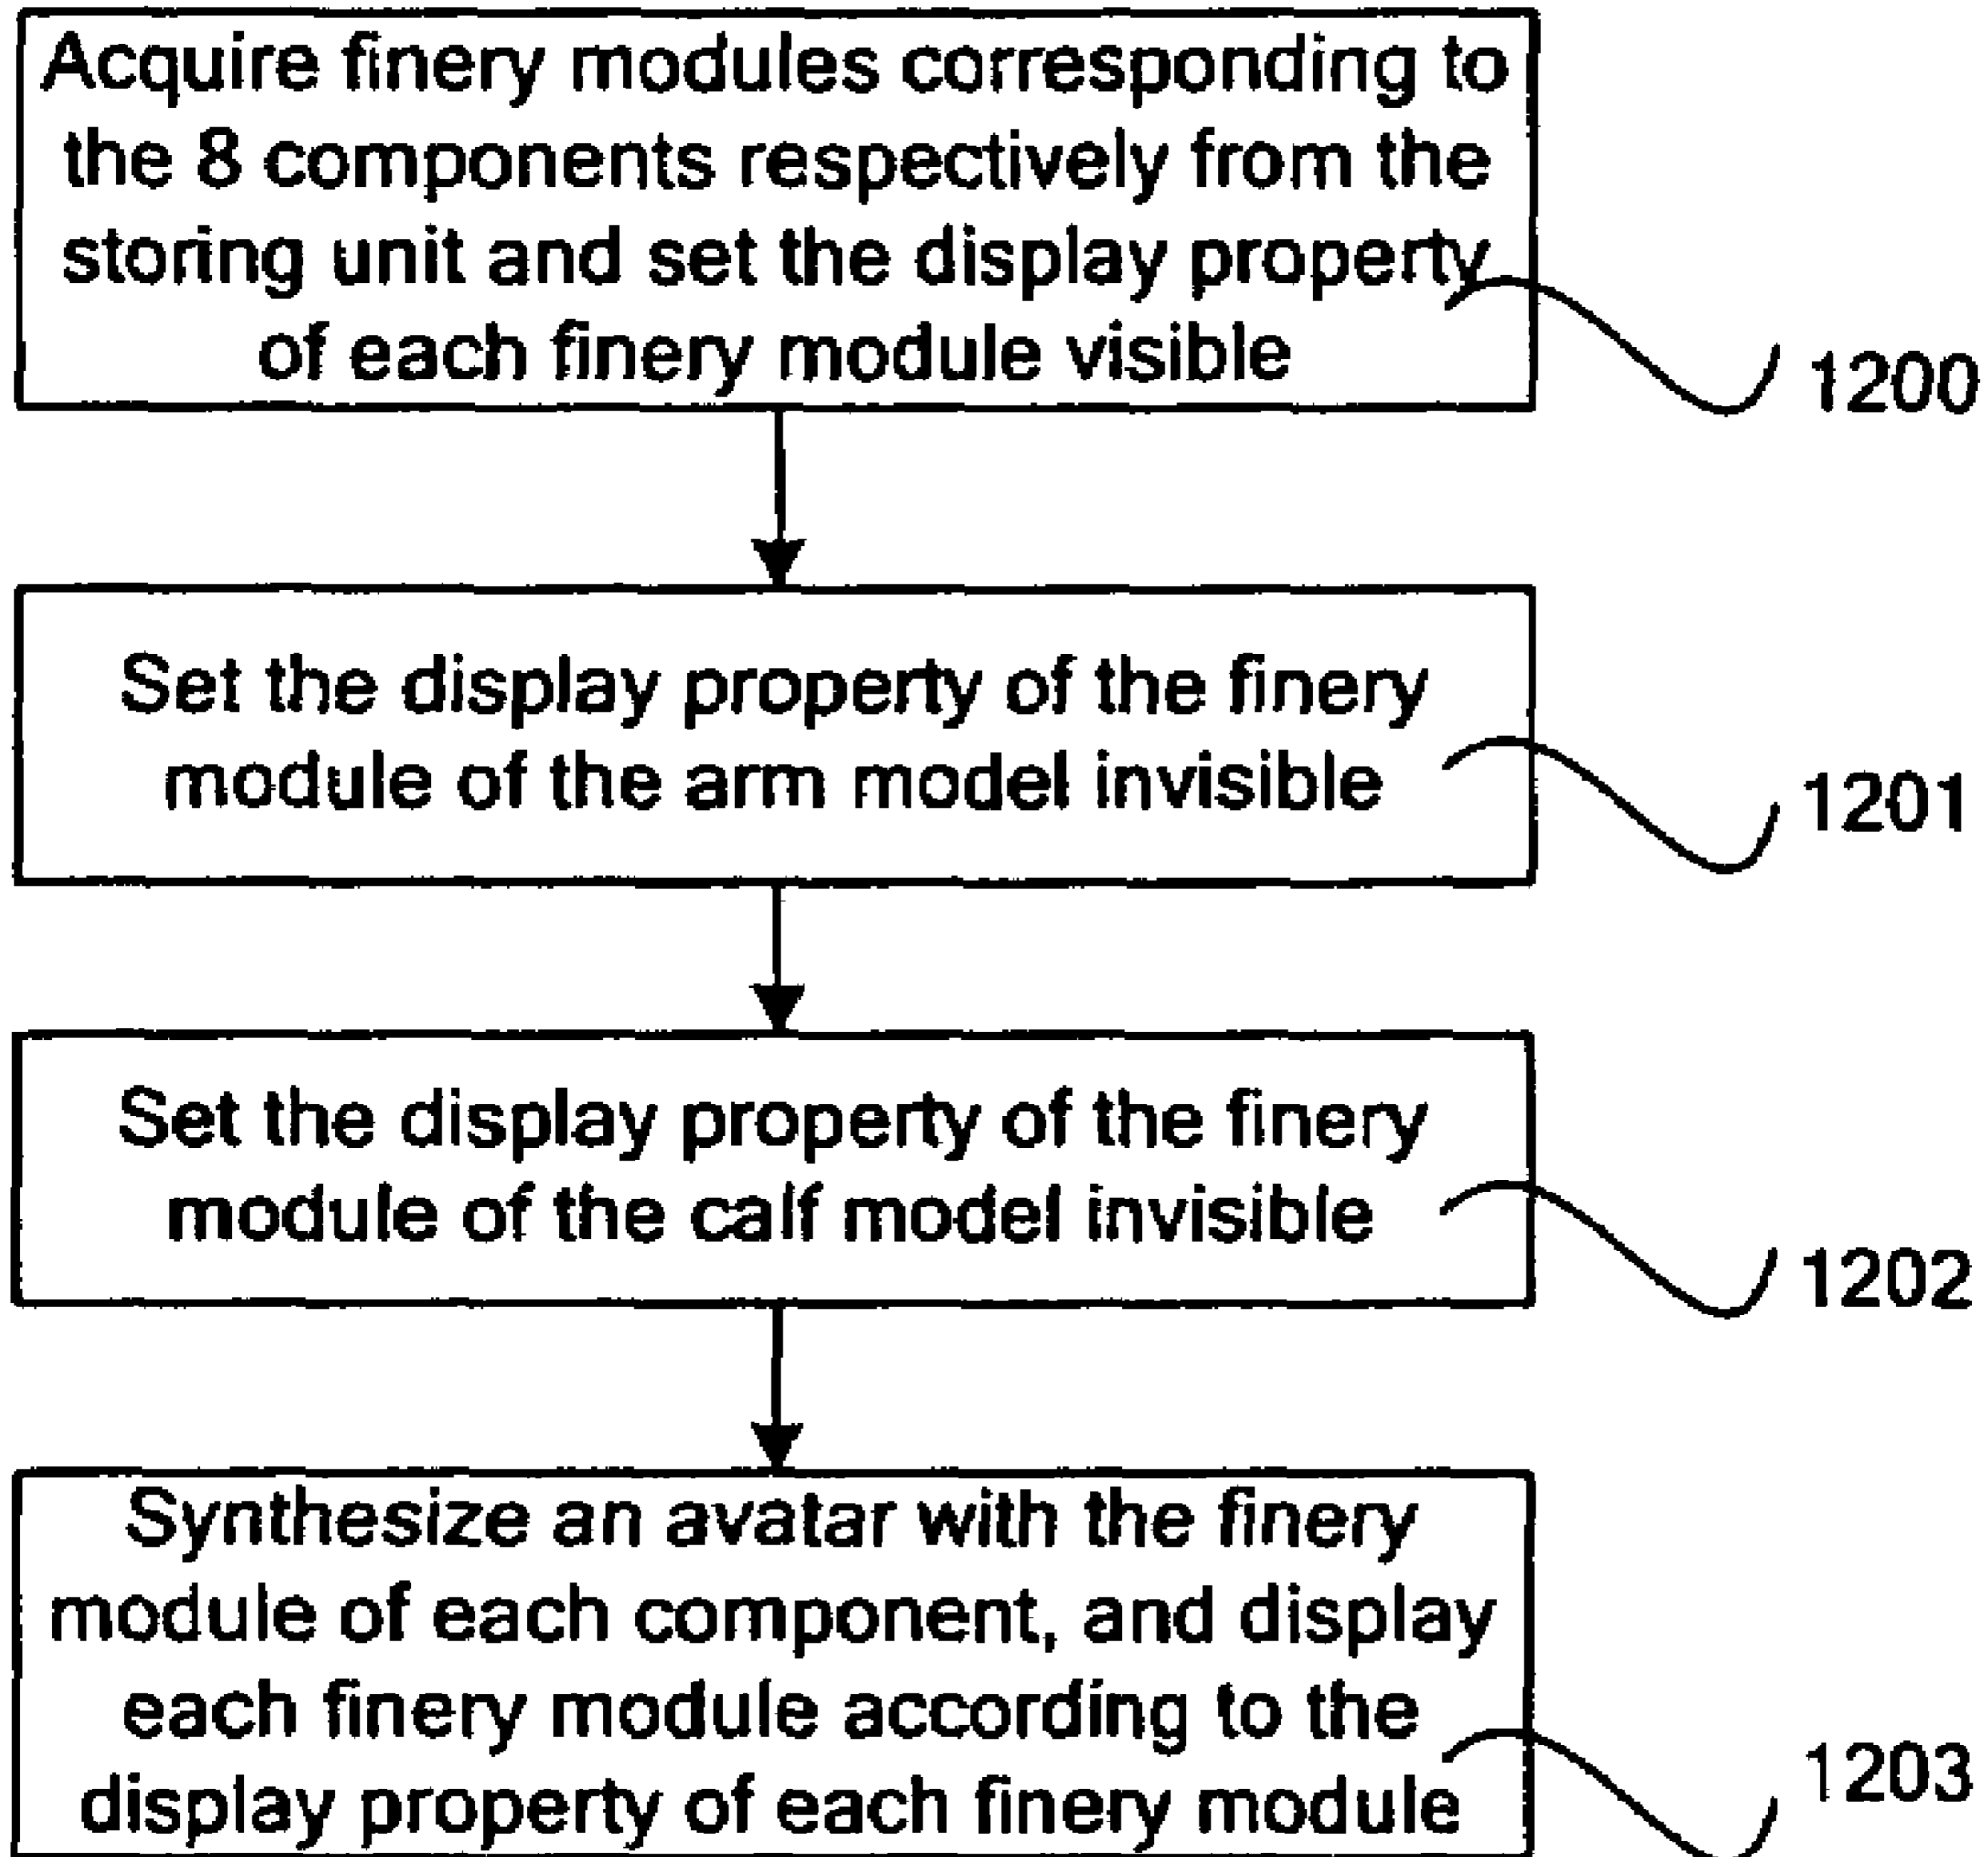 Acquire finery modules corresponding to
the 8 components respectively from the
storing unit and set the display property
of each finery module visible
1200
Set the display property of the finery
module of the arm model invisible
1201
Set the display property of the finery
module of the calf model invisible
1202
Synthesize an avatar with the finery
module of each component, and display
each finery module according to the
display property of each finery module
1203